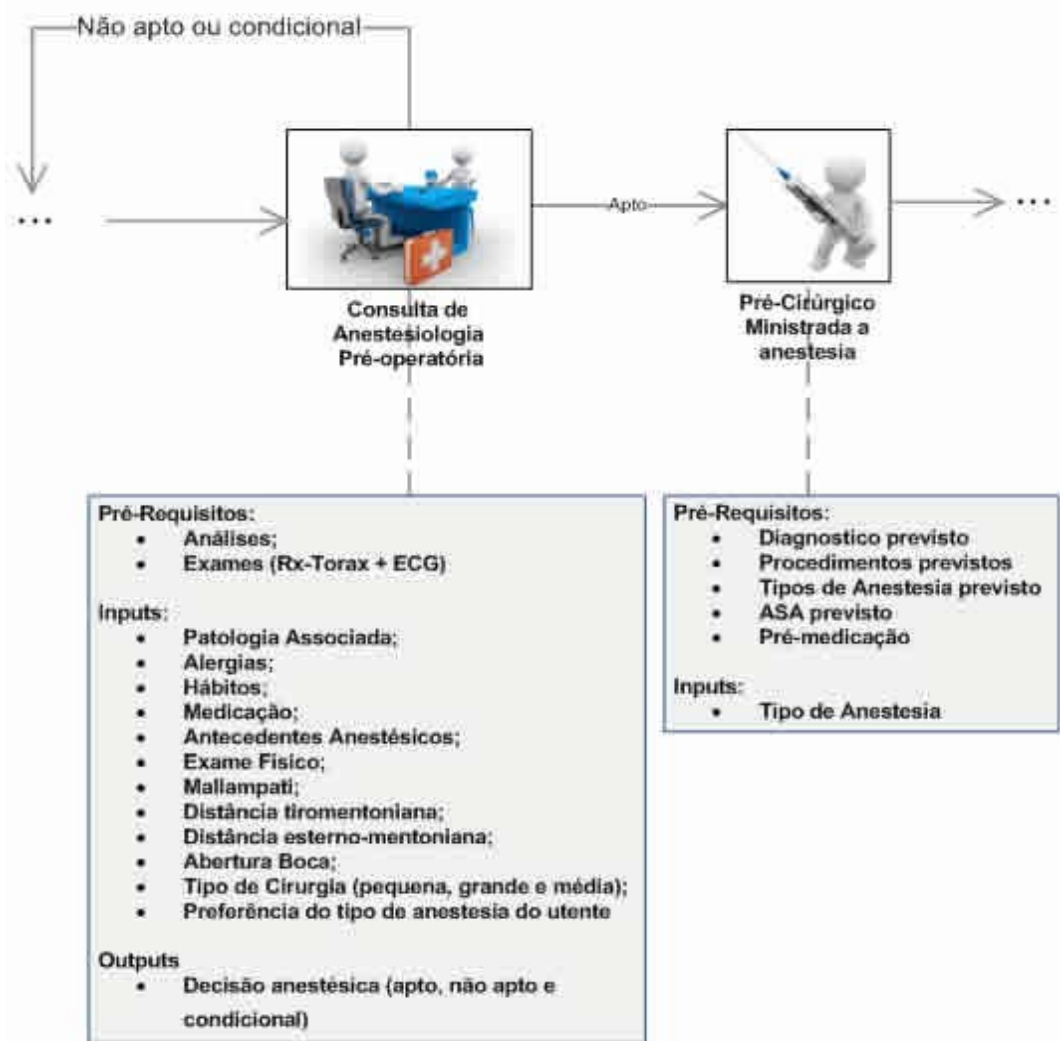 Não apto ou condicional
...
Apto
...
Consulta de
Anestesiologia
Pré-operatória
Pré-Cirúrgico
Ministrada a
anestesia
Pré-Requisitos:
• Análises;
• Exames (Rx-Torax + ECG)
Inputs:
• Patologia Associada;
• Alergias;
• Hábitos;
• Medicação;
• Antecedentes Anestésicos;
• Exame Fisico;
• Mallampati;
• Distância tiromentoniana;
• Distância esterno-mentoniana;
• Abertura Boca;
• Tipo de Cirurgia (pequena, grande e média);
• Preferência do tipo de anestesia do utente
Outputs
• Decisão anestésica (apto, não apto e
condicional)
Pré-Requisitos:
• Diagnostico previsto
• Procedimentos previstos
• Tipos de Anestesia previsto
• ASA previsto
• Pré-medicação
Inputs:
• Tipo de Anestesia